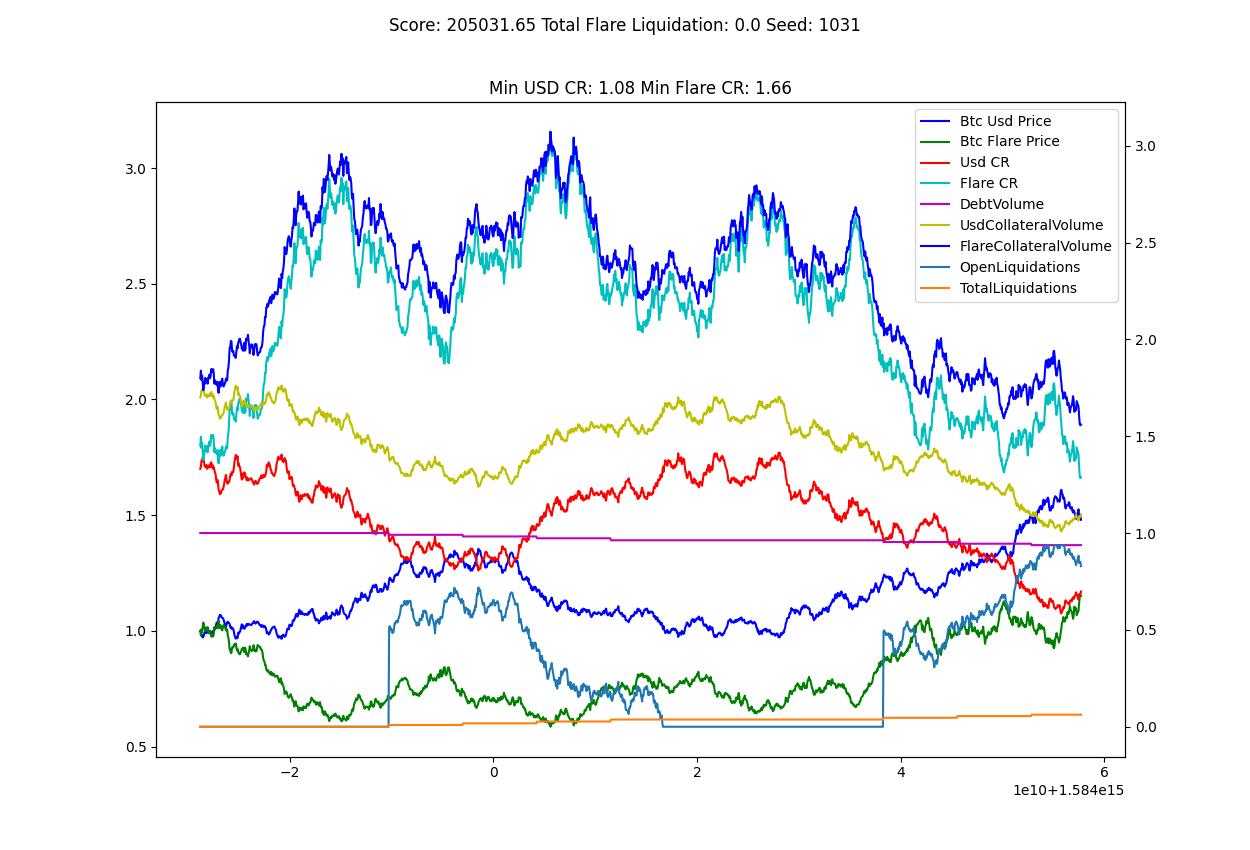 Score: 205031.65 Total Flare Liquidation: 0.0 Seed: 1031
Min USD CR: 1.08 Min Flare CR: 1.66
Btc Usd Price
Btc Flare Price
Usd CR
Flare CR
DebtVolume
UsdCollateralVolume
FlareCollateralVolume
OpenLiquidations
TotalLiquidations
3.0
2.5
2.0
1.5
1.0
0.5
3.0
2.5
2.0
1.5
1.0
0.5
0.0
−2
0
2
4
6
1e10+1.584e15